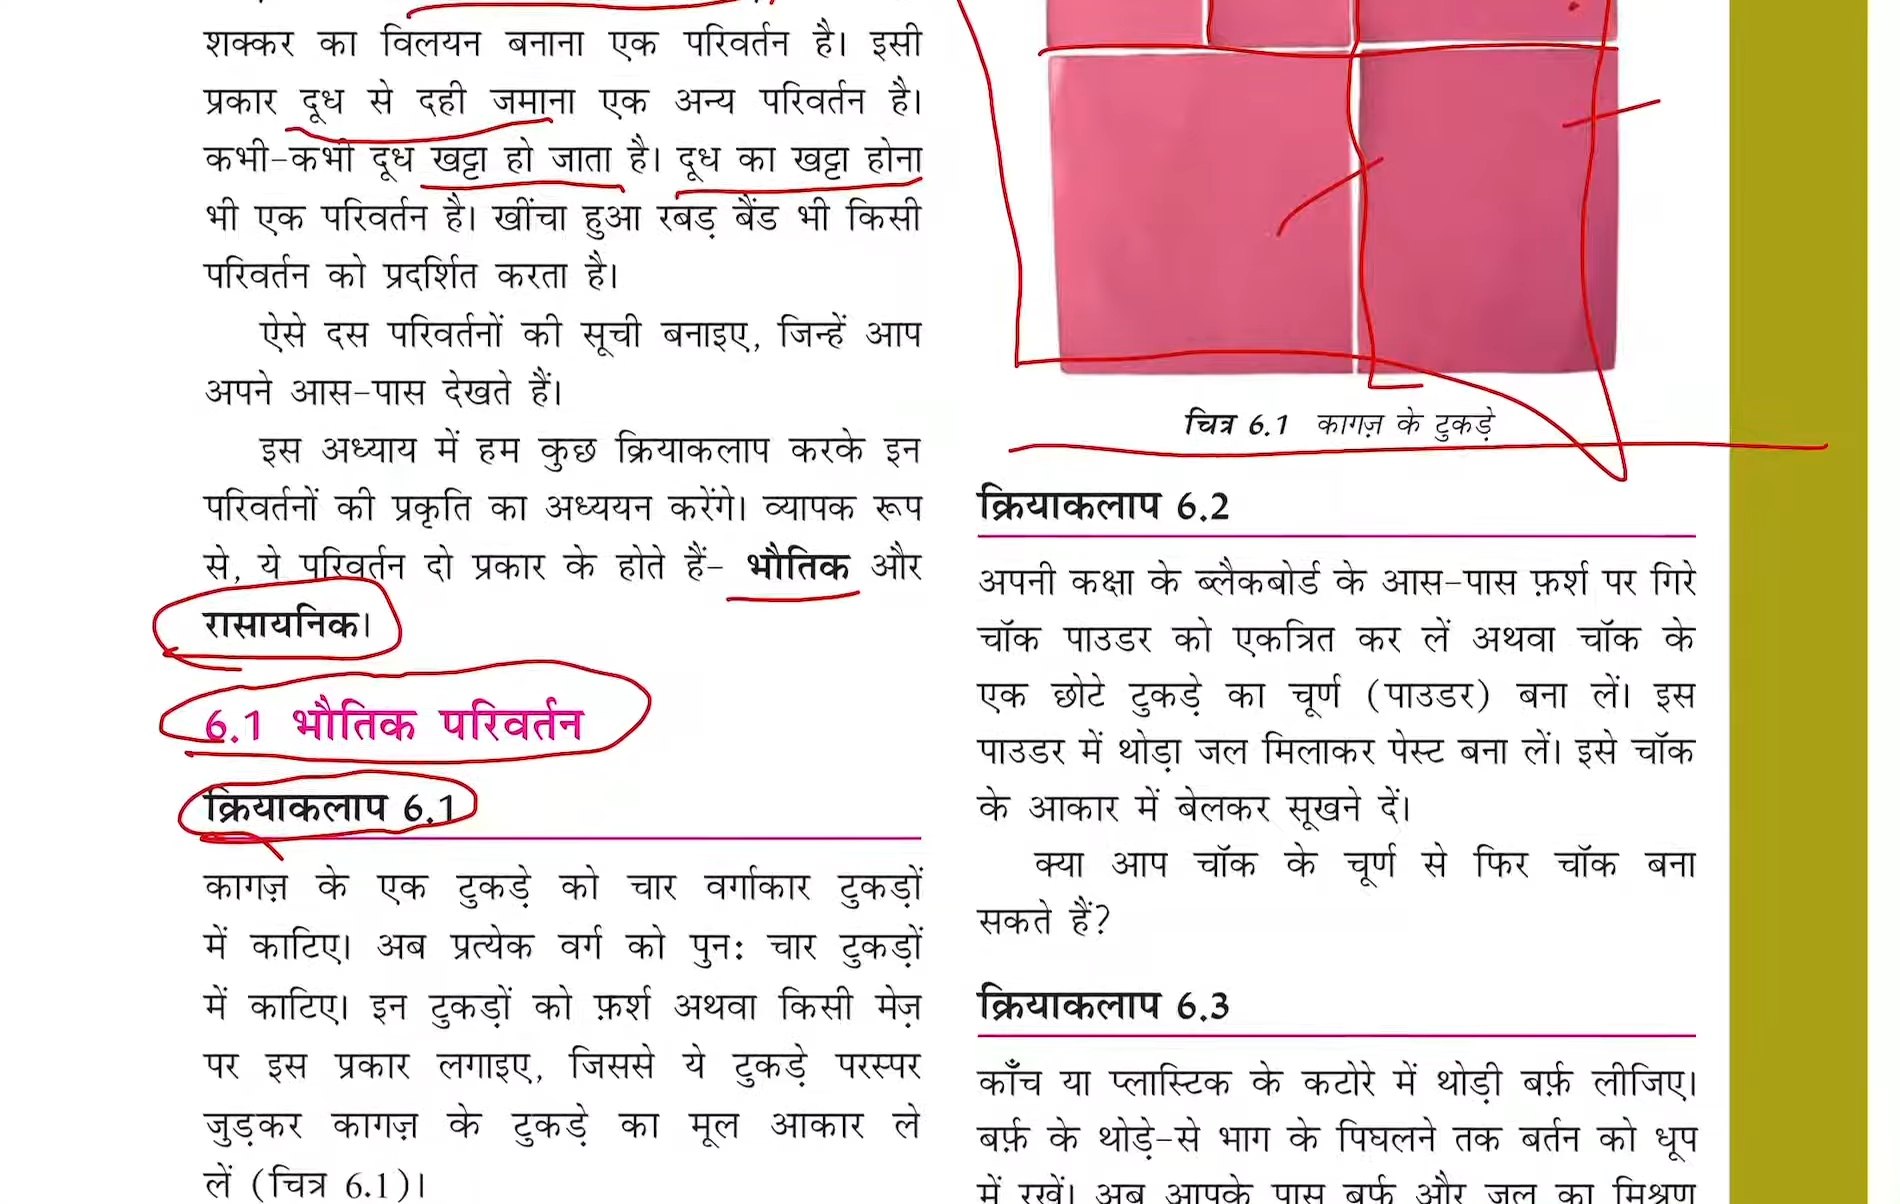 शक्कर का विलयन बनाना एक परिवर्तन है। इसी
प्रकार दूध से दही जमाना एक अन्य परिवर्तन है।
कभी-कभी दूध खट्टा हो जाता है। दूध का खट्टा होना
भी एक परिवर्तन है। खींचा हुआ रबड़ बैंड भी किसी
परिवर्तन को प्रदर्शित करता है।
ऐसे दस परिवर्तनों की सूची बनाइए, जिन्हें आप
अपने आस-पास देखते हैं।
इस अध्याय में हम कुछ क्रियाकलाप करके इन
परिवर्तनों की प्रकृति का अध्ययन करेंगे। व्यापक रूप
से, ये परिवर्तन दो प्रकार के होते हैं- भौतिक और
रासायनिक।
6.1 भौतिक परिवर्तन
क्रियाकलाप 6.1
कागज़ के एक टुकड़े को चार वर्गाकार टुकड़ों
में काटिए। अब प्रत्येक वर्ग को पुन: चार टुकड़ों
में काटिए। इन टुकड़ों को फ़र्श अथवा किसी मेज़
पर इस प्रकार लगाइए, जिससे ये टुकड़े परस्पर
जुड़कर कागज़ के टुकड़े का मूल आकार ले
लें (चित्र 6.1)।
चित्र 6.1 कागज़ के टुकड़े
क्रियाकलाप 6.2
अपनी कक्षा के ब्लैकबोर्ड के आस-पास फ़र्श पर गिरे
चॉक पाउडर को एकत्रित कर लें अथवा चॉक के
एक छोटे टुकड़े का चूर्ण (पाउडर) बना लें। इस
पाउडर में थोड़ा जल मिलाकर पेस्ट बना लें। इसे चॉक
के आकार में बेलकर सूखने दें।
क्या आप चॉक के चूर्ण से फिर चॉक बना
सकते हैं?
क्रियाकलाप 6.3
काँच या प्लास्टिक के कटोरे में थोड़ी बर्फ़ लीजिए।
बर्फ़ के थोड़े-से भाग के पिघलने तक बर्तन को धूप
में रखें। अब आपके पास बर्फ़ और जल का मिश्रण